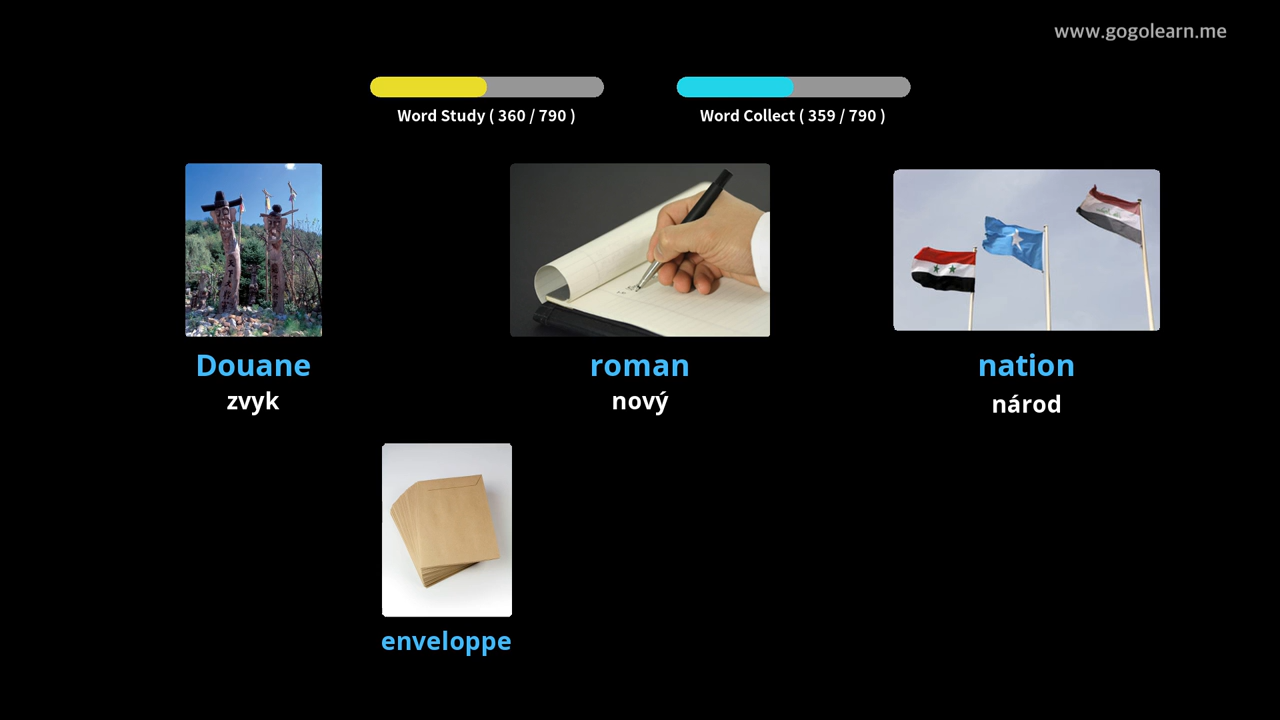 www.gogolearn.me
Word Study ( 360 / 790 )
Word Collect ( 359 / 790 )
Douane
zvyk
roman
nový
nation
národ
enveloppe